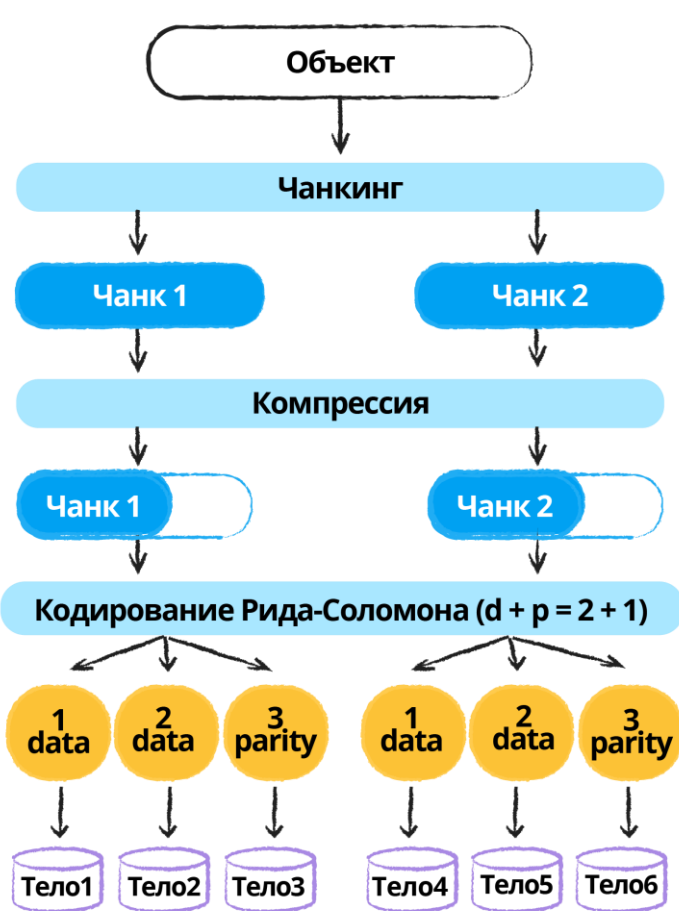 Объект
Чанкинг
Чанк 1
Чанк 2
Компрессия
Чанк 1
Чанк 2
Кодирование Рида-Соломона (d + p = 2 + 1)
1
data
2
data
3
parity
1
data
2
data
3
parity
Тело1
Тело2
Тело3
Тело4
Тело5
Тело6